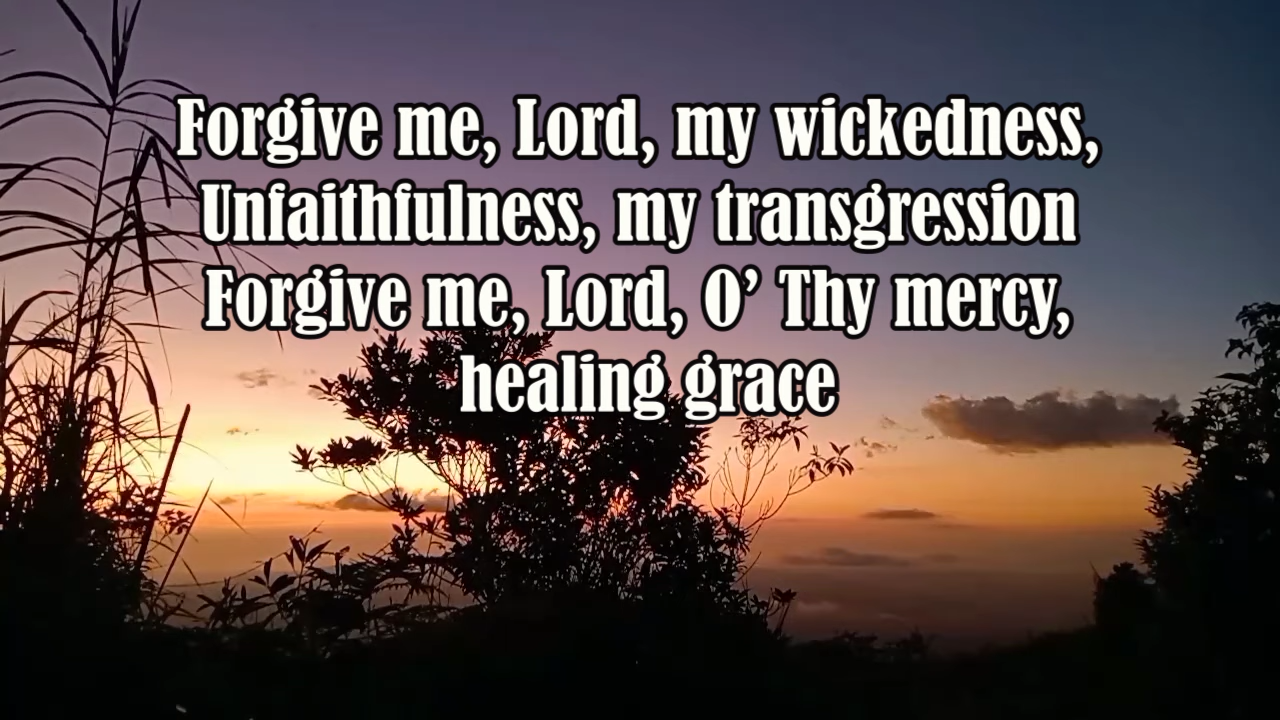 Forgive me, Lord, my wickedness,
Unfaithfulness, my transgression
Forgive me, Lord, O’ Thy mercy,
healing grace